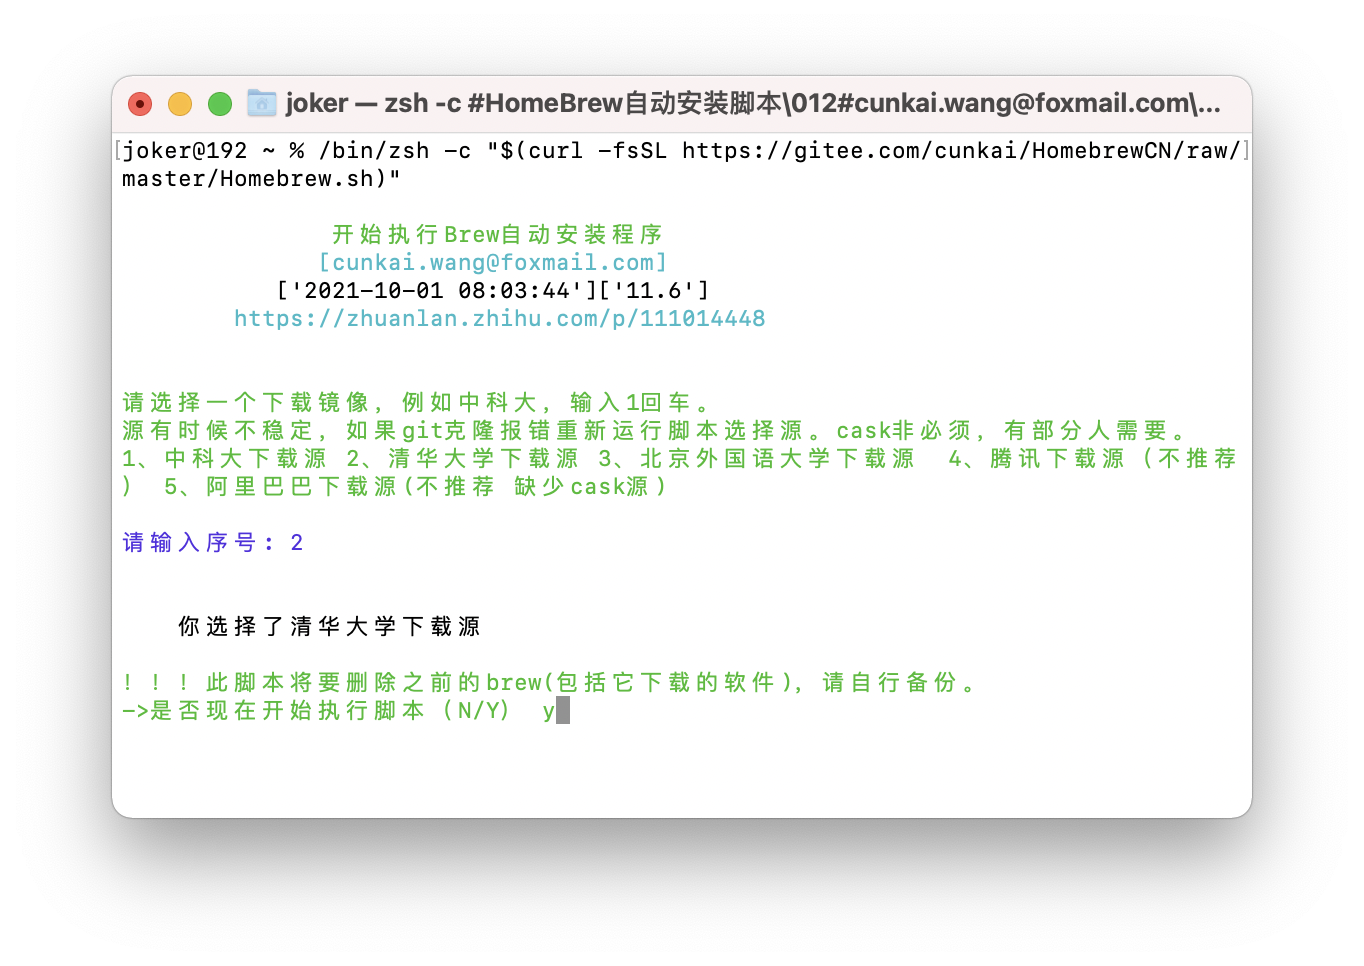 joker — zsh -c #HomeBrew自动安装脚本\012#cunkai.wang@foxmail.com\...
[joker@192 ~ % /bin/zsh -c "$(curl -fsSL https://gitee.com/cunkai/HomebrewCN/raw/]
master/Homebrew.sh)"
开始执行Brew自动安装程序
[cunkai.wang@foxmail.com]
['2021-10-01 08:03:44']['11.6']
https://zhuanlan.zhihu.com/p/111014448
请选择一个下载镜像，例如中科大，输入1回车。
源有时候不稳定，如果git克隆报错重新运行脚本选择源。cask非必须，有部分人需要。
1、中科大下载源 2、清华大学下载源 3、北京外国语大学下载源  4、腾讯下载源（不推荐
）  5、阿里巴巴下载源(不推荐 缺少cask源)
请输入序号: 2
你选择了清华大学下载源
！！！此脚本将要删除之前的brew(包括它下载的软件)，请自行备份。
->是否现在开始执行脚本（N/Y） y